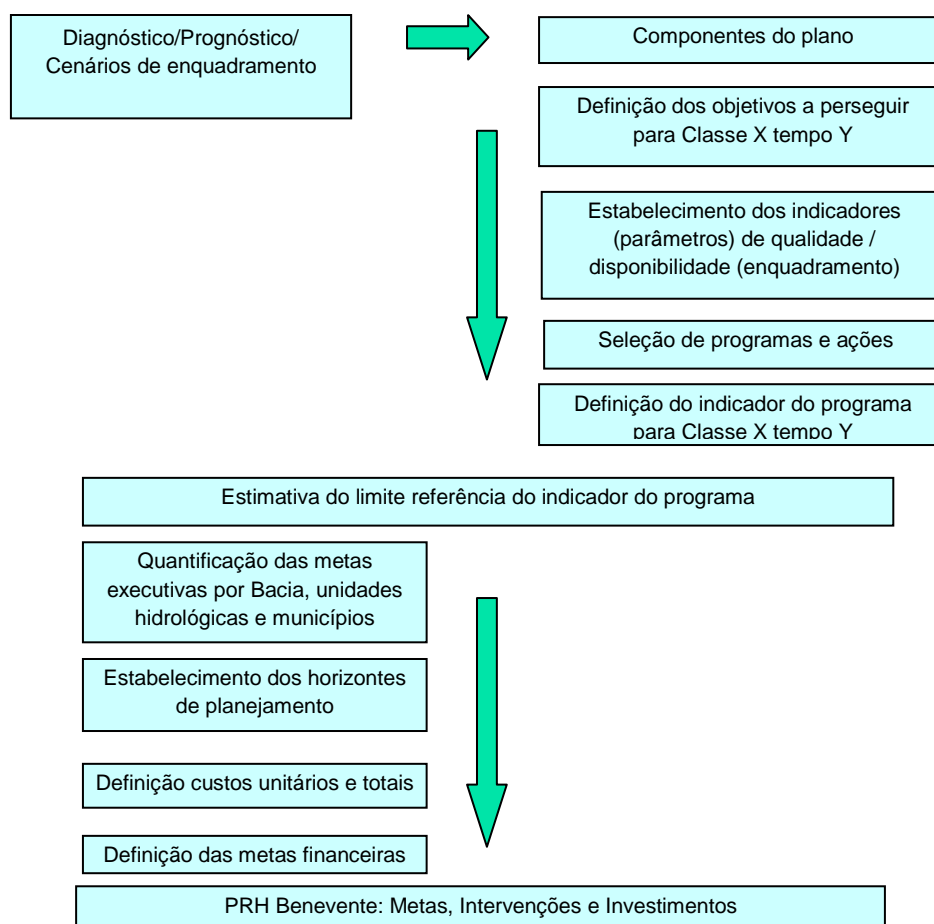 Diagnóstico/Prognóstico/
Cenários de enquadramento
Componentes do plano
Definição dos objetivos a perseguir
para Classe X tempo Y
Estabelecimento dos indicadores
(parâmetros) de qualidade /
disponibilidade (enquadramento)
Seleção de programas e ações
Definição do indicador do programa
para Classe X tempo Y
Estimativa do limite referência do indicador do programa
Quantificação das metas
executivas por Bacia, unidades
hidrológicas e municípios
Estabelecimento dos horizontes
de planejamento
Definição custos unitários e totais
Definição das metas financeiras
PRH Benevente: Metas, Intervenções e Investimentos